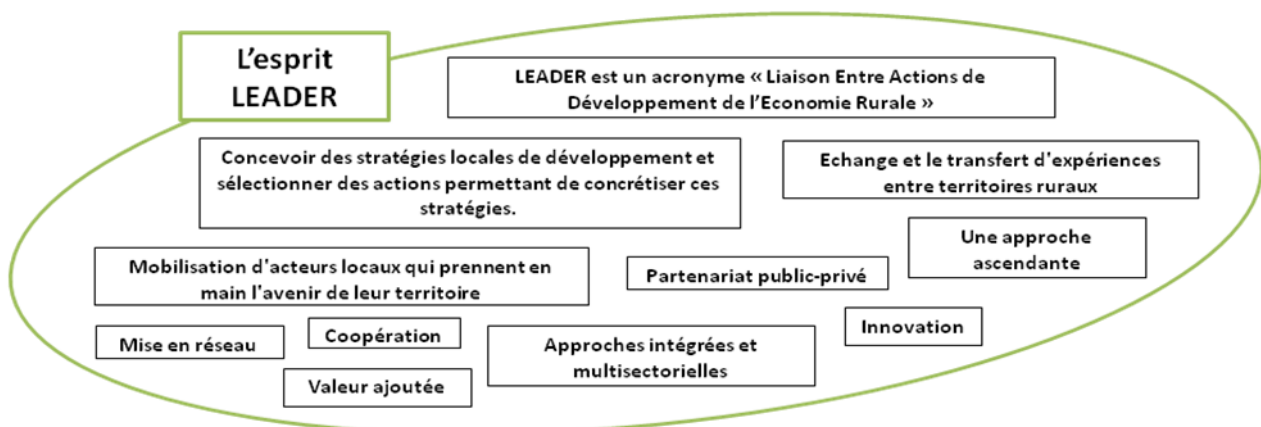 L'esprit
LEADER
LEADER est un acronyme « Liaison Entre Actions de
Développement de l'Economie Rurale »
Concevoir des stratégies locales de développement et
sélectionner des actions permettant de concrétiser ces
stratégies.
Echange et le transfert d'expériences
entre territoires ruraux
Une approche
ascendante
Mobilisation d'acteurs locaux qui prennent en
main l'avenir de leur territoire
Partenariat public-privé
Innovation
Mise en réseau
Coopération
Approches intégrées et
multisectorielles
Valeur ajoutée